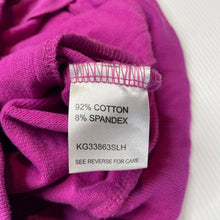 92% COTTON
8% SPANDEX
KG33863SLH
SEE REVERSE FOR CARE